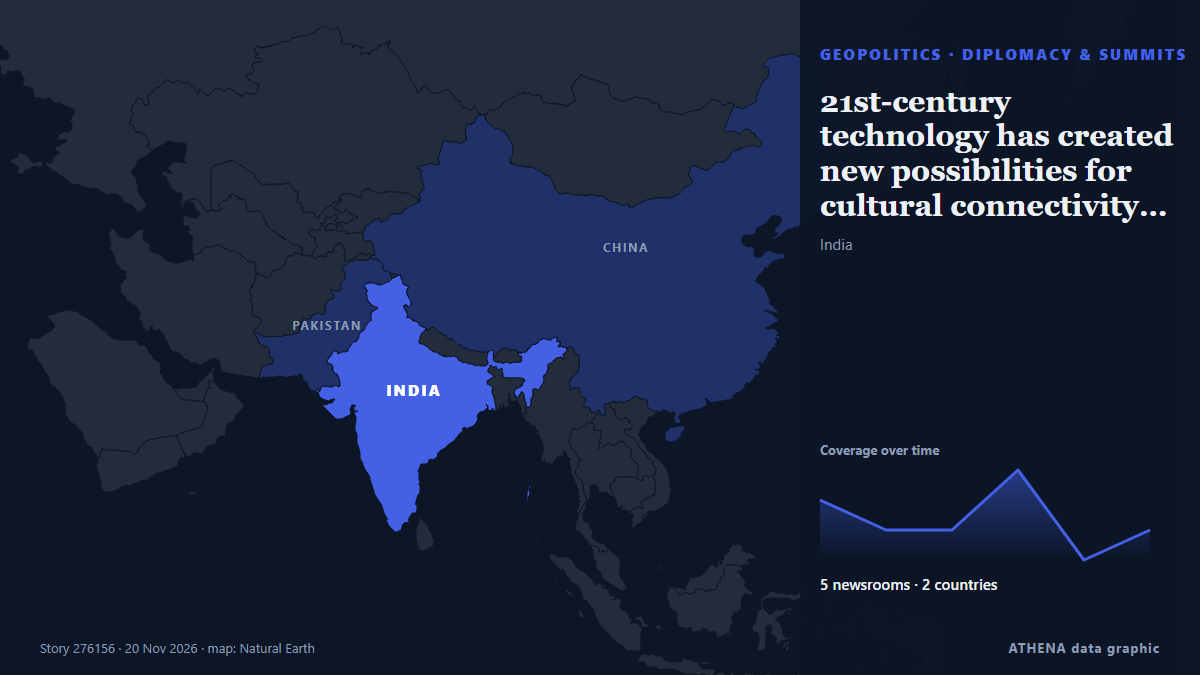 GEOPOLITICS · DIPLOMACY & SUMMITS
21st-century
technology has created
new possibilities for
cultural connectivity...
India
CHINA
PAKISTAN
INDIA
Coverage over time
5 newsrooms · 2 countries
Story 276156 · 20 Nov 2026 · map: Natural Earth
ATHENA data graphic